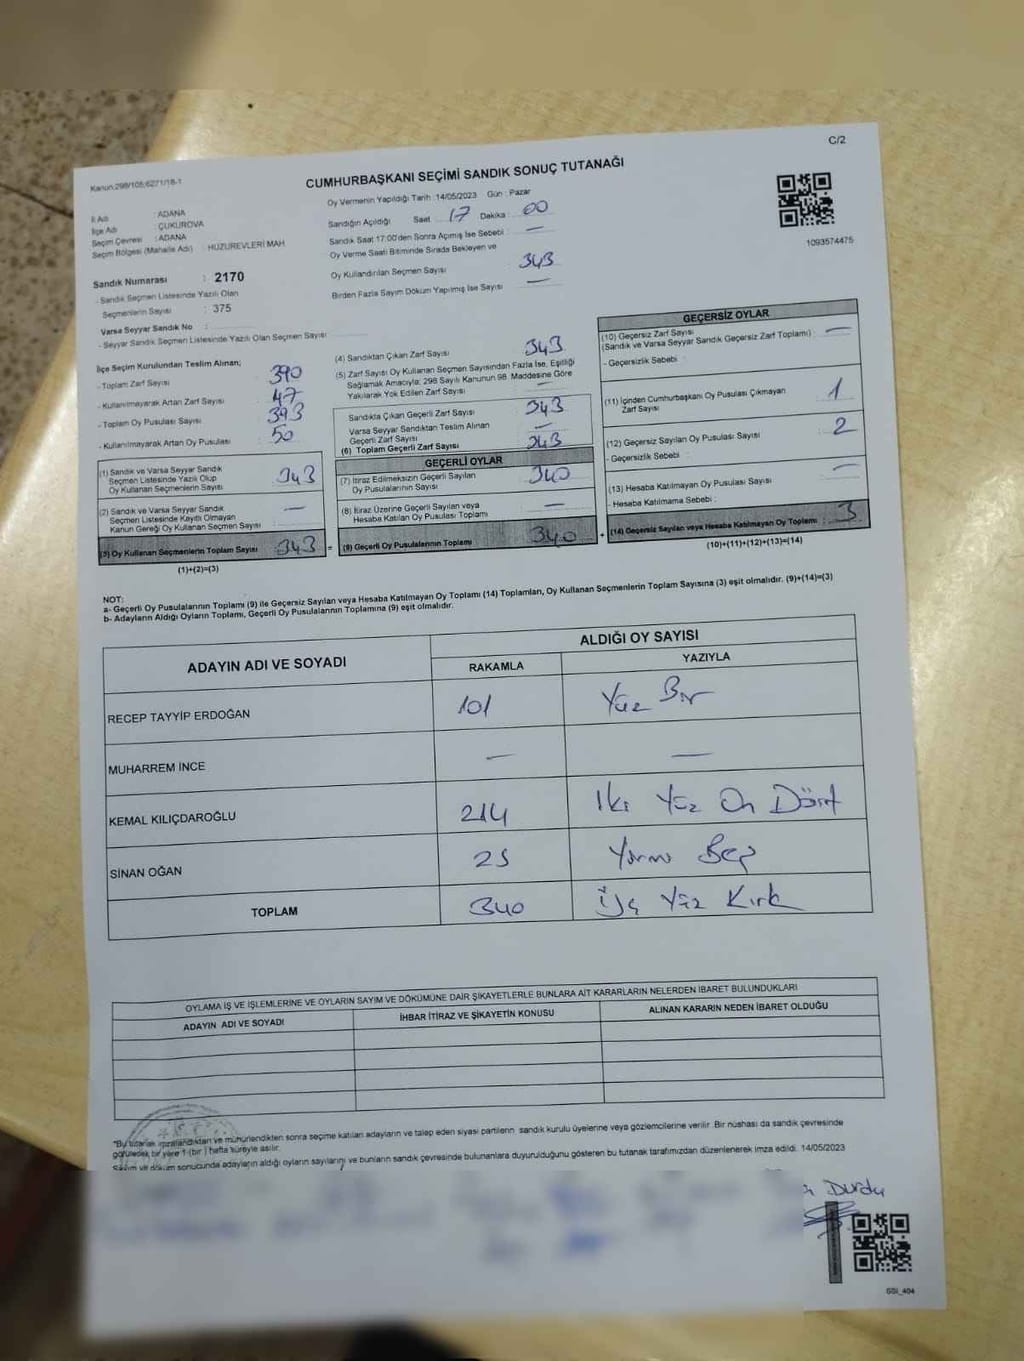 C/2
Kanun:298/105;6271/18-1
CUMHURBAŞKANI SEÇİMİ SANDIK SONUÇ TUTANAĞI
İl Adı : ADANA
İlçe Adı : ÇUKUROVA
Seçim Çevresi : ADANA
Seçim Bölgesi (Mahalle Adı) : HUZUREVLERİ MAH
Sandık Numarası : 2170
- Sandık Seçmen Listesinde Yazılı Olan
Seçmenlerin Sayısı : 375
Varsa Seyyar Sandık No :
- Seyyar Sandık Seçmen Listesinde Yazılı Olan Seçmen Sayısı
Oy Vermenin Yapıldığı Tarih :14/05/2023 Gün : Pazar
Sandığın Açıldığı Saat : 17 Dakika : 00
Sandık Saat 17:00'den Sonra Açılmış İse Sebebi : —
Oy Verme Saati Bitiminde Sırada Bekleyen ve
Oy Kullandırılan Seçmen Sayısı 343
Birden Fazla Sayım Döküm Yapılmış İse Sayısı —
1093574475
İlçe Seçim Kurulundan Teslim Alınan;
- Toplam Zarf Sayısı 390
- Kullanılmayarak Artan Zarf Sayısı : 47
- Toplam Oy Pusulası Sayısı : 393
- Kullanılmayarak Artan Oy Pusulası : 50
(1) Sandık ve Varsa Seyyar Sandık
Seçmen Listesinde Yazılı Olup
Oy Kullanan Seçmenlerin Sayısı : 343
(2) Sandık ve Varsa Seyyar Sandık
Seçmen Listesinde Kayıtlı Olmayan
Kanun Gereği Oy Kullanan Seçmen Sayısı : —
(3) Oy Kullanan Seçmenlerin Toplam Sayısı : 343 =
(1)+(2)=(3)
(4) Sandıktan Çıkan Zarf Sayısı : 343
(5) Zarf Sayısı Oy Kullanan Seçmen Sayısından Fazla İse, Eşitliği
Sağlamak Amacıyla; 298 Sayılı Kanunun 98. Maddesine Göre
Yakılarak Yok Edilen Zarf Sayısı : —
Sandıkta Çıkan Geçerli Zarf Sayısı : 343
Varsa Seyyar Sandıktan Teslim Alınan
Geçerli Zarf Sayısı : —
(6) Toplam Geçerli Zarf Sayısı : 343
GEÇERLİ OYLAR
(7) İtiraz Edilmeksizin Geçerli Sayılan
Oy Pusulalarının Sayısı : 340
(8) İtiraz Üzerine Geçerli Sayılan veya
Hesaba Katılan Oy Pusulası Toplamı : —
(9) Geçerli Oy Pusulalarının Toplamı : 340 +
GEÇERSİZ OYLAR
(10) Geçersiz Zarf Sayısı
(Sandık ve Varsa Seyyar Sandık Geçersiz Zarf Toplamı) : —
- Geçersizlik Sebebi :
(11) İçinden Cumhurbaşkanı Oy Pusulası Çıkmayan
Zarf Sayısı : 1
(12) Geçersiz Sayılan Oy Pusulası Sayısı : 2
- Geçersizlik Sebebi :
(13) Hesaba Katılmayan Oy Pusulası Sayısı : —
- Hesaba Katılmama Sebebi :
(14) Geçersiz Sayılan veya Hesaba Katılmayan Oy Toplamı : 3
(10)+(11)+(12)+(13)=(14)
NOT:
a- Geçerli Oy Pusulalarının Toplamı (9) ile Geçersiz Sayılan veya Hesaba Katılmayan Oy Toplamı (14) Toplamları, Oy Kullanan Seçmenlerin Toplam Sayısına (3) eşit olmalıdır. (9)+(14)=(3)
b- Adayların Aldığı Oyların Toplamı, Geçerli Oy Pusulalarının Toplamına (9) eşit olmalıdır.
ADAYIN ADI VE SOYADI
ALDIĞI OY SAYISI
RAKAMLA YAZIYLA
RECEP TAYYİP ERDOĞAN 101 Yüz Bir
MUHARREM İNCE — —
KEMAL KILIÇDAROĞLU 214 İki Yüz On Dört
SİNAN OĞAN 25 Yirmi Beş
TOPLAM 340 Üç Yüz Kırk
OYLAMA İŞ VE İŞLEMLERİNE VE OYLARIN SAYIM VE DÖKÜMÜNE DAİR ŞİKAYETLERLE BUNLARA AİT KARARLARIN NELERDEN İBARET BULUNDUKLARI
ADAYIN ADI VE SOYADI İHBAR İTİRAZ VE ŞİKAYETİN KONUSU ALINAN KARARIN NEDEN İBARET OLDUĞU
*Bu tutanak imzalandıktan ve mühürlendikten sonra seçime katılan adayların ve talep eden siyasi partilerin sandık kurulu üyelerine veya gözlemcilerine verilir. Bir nüshası da sandık çevresinde
görülebilecek bir yere 1 (bir ) hafta süreyle asılır.
Sayım ve döküm sonucunda adayların aldığı oyların sayılarını ve bunların sandık çevresinde bulunanlara duyurulduğunu gösteren bu tutanak tarafımızdan düzenlenerek imza edildi. 14/05/2023
Durdu
GSI_404